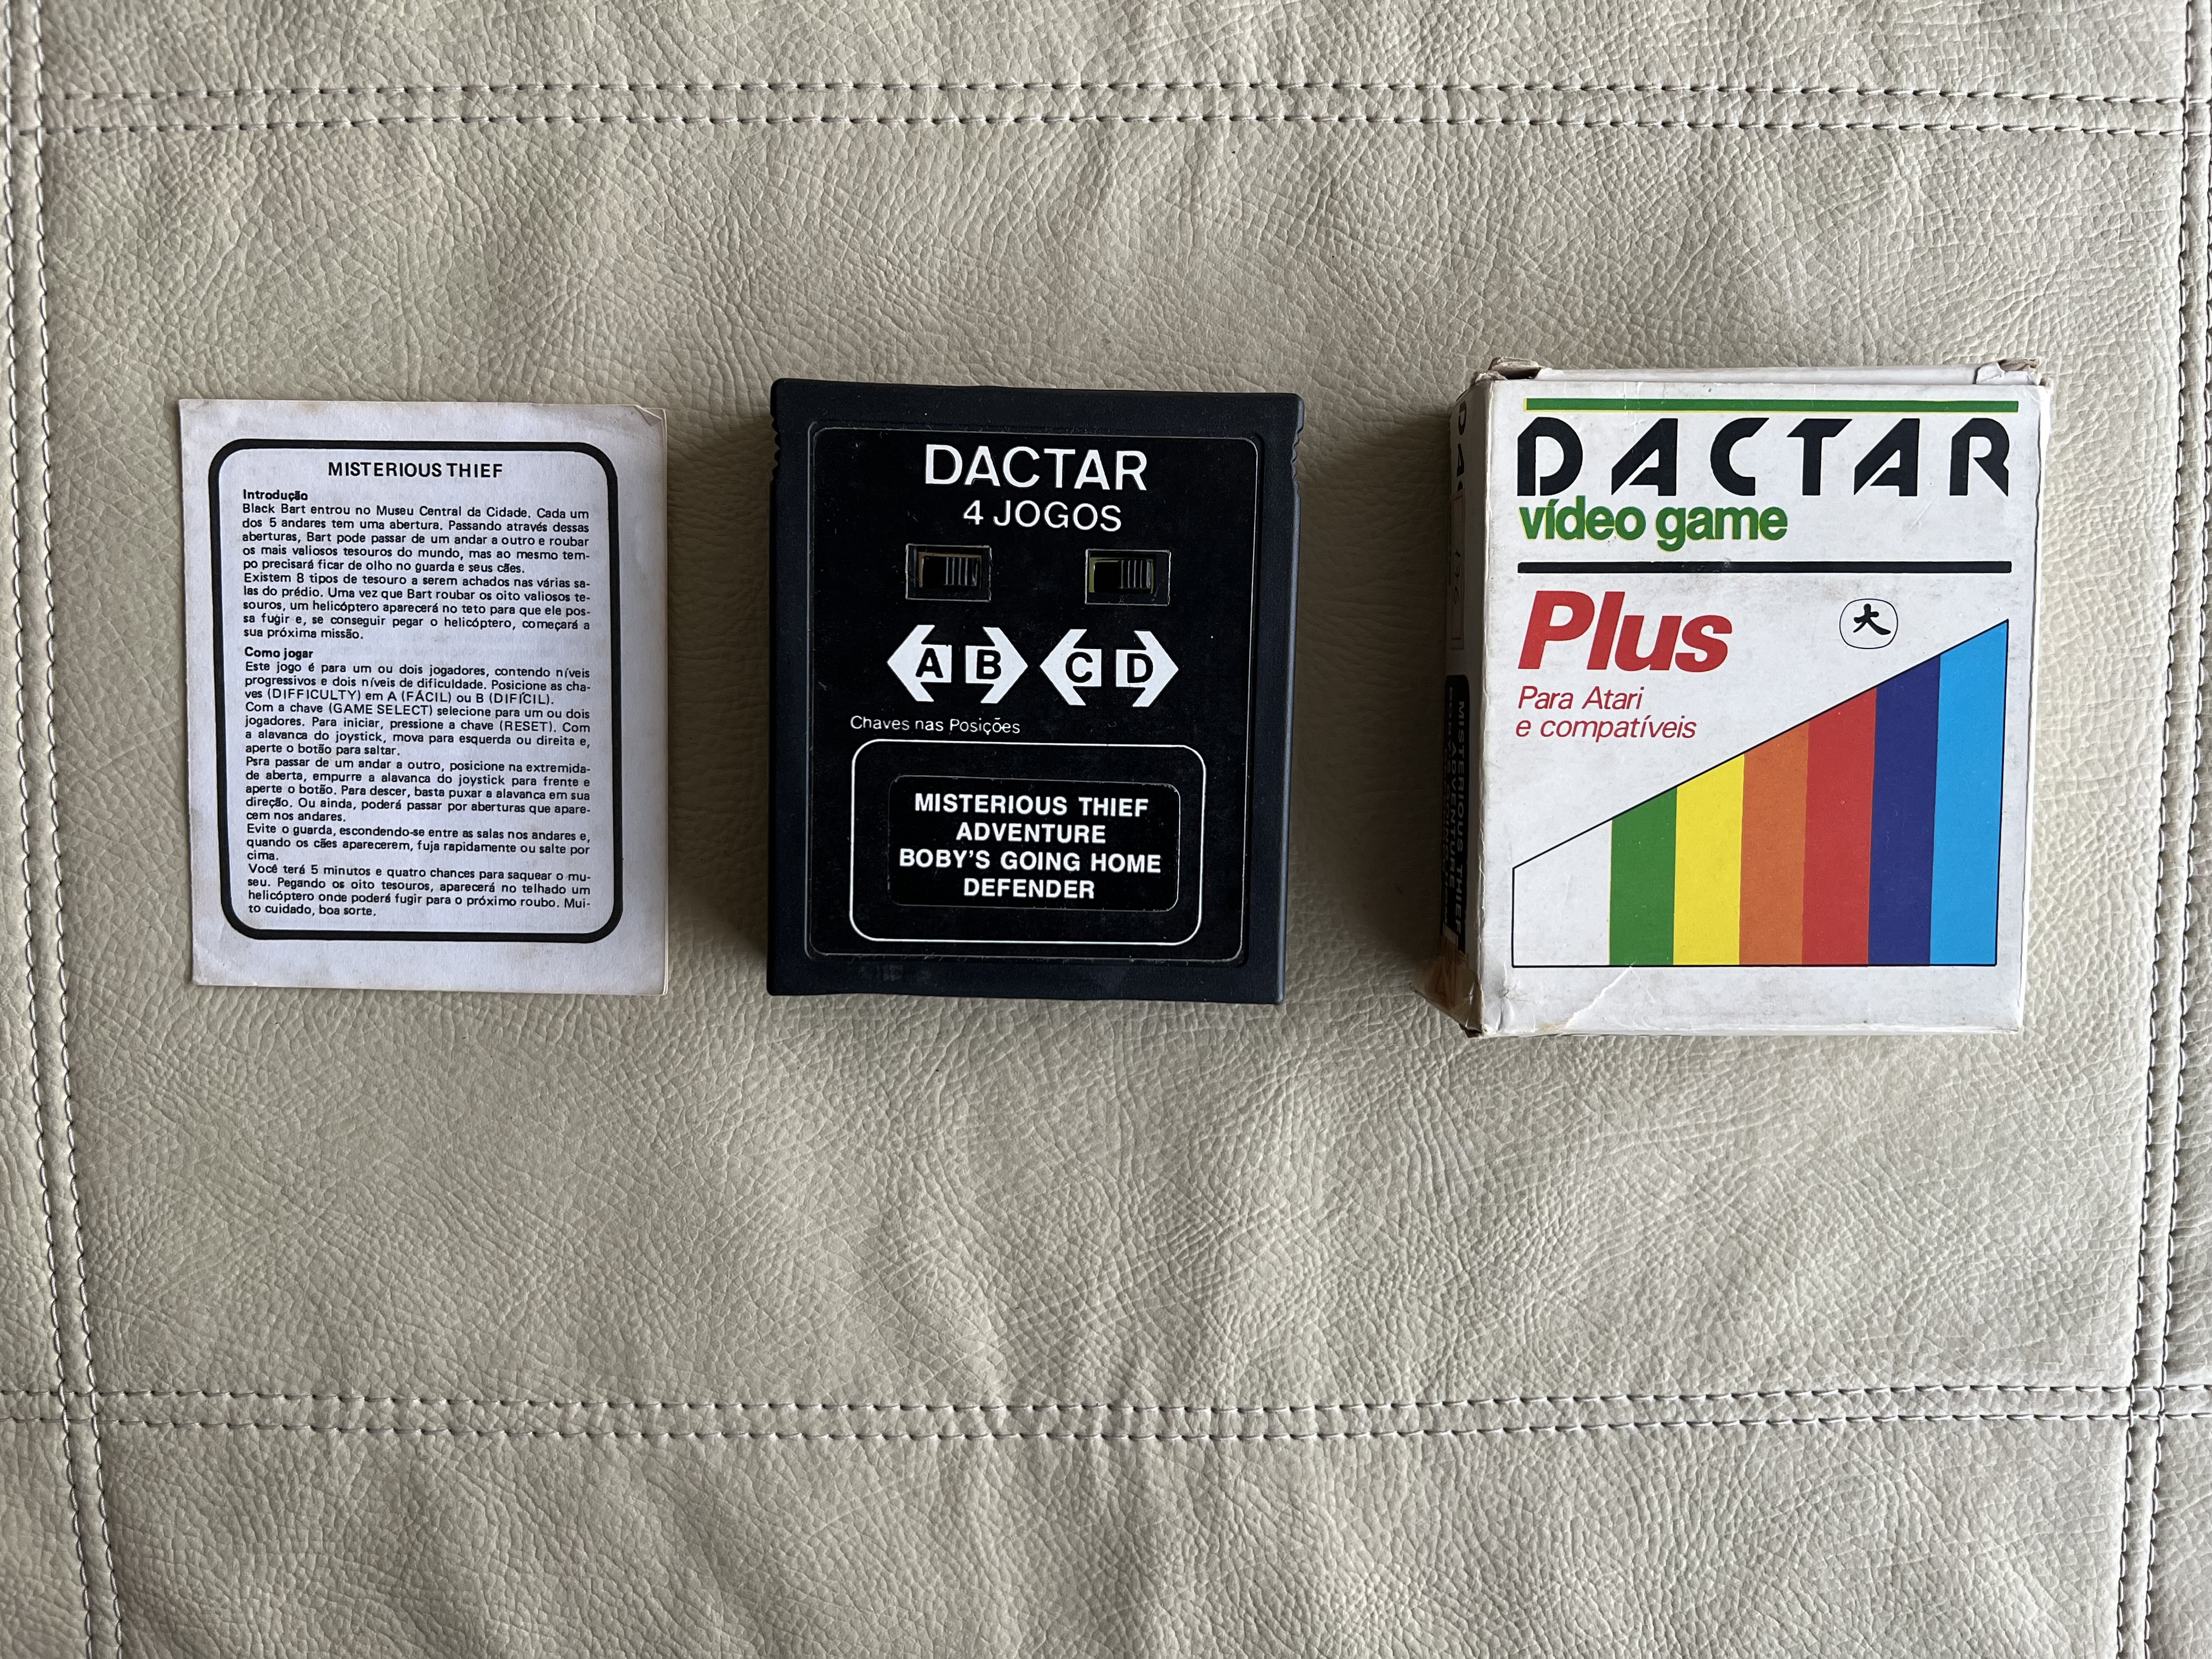 MISTERIOUS THIEF
Introdução
Black Bart entrou no Museu Central da Cidade. Cada um
dos 5 andares tem uma abertura. Passando através dessas
aberturas, Bart pode passar de um andar a outro e roubar
os mais valiosos tesouros do mundo, mas ao mesmo tem-
po precisará ficar de olho no guarda e seus cães.
Existem 8 tipos de tesouro a serem achados nas várias sa-
las do prédio. Uma vez que Bart roubar os oito valiosos te-
souros, um helicóptero aparecerá no teto para que ele pos-
sa fugir e, se conseguir pegar o helicóptero, começará a
sua próxima missão.
Como jogar
Este jogo é para um ou dois jogadores, contendo níveis
progressivos e dois níveis de dificuldade. Posicione as cha-
ves (DIFFICULTY) em A (FÁCIL) ou B (DIFÍCIL).
Com a chave (GAME SELECT) selecione para um ou dois
jogadores. Para iniciar, pressione a chave (RESET). Com
a alavanca do joystick, mova para esquerda ou direita e,
aperte o botão para saltar.
Psra passar de um andar a outro, posicione na extremida-
de aberta, empurre a alavanca do joystick para frente e
aperte o botão. Para descer, basta puxar a alavanca em sua
direção. Ou ainda, poderá passar por aberturas que apare-
cem nos andares.
Evite o guarda, escondendo-se entre as salas nos andares e,
quando os cães aparecerem, fuja rapidamente ou salte por
cima.
Você terá 5 minutos e quatro chances para saquear o mu-
seu. Pegando os oito tesouros, aparecerá no telhado um
helicóptero onde poderá fugir para o próximo roubo. Mui-
to cuidado, boa sorte.
DACTAR
4 JOGOS
A B C D
Chaves nas Posições
MISTERIOUS THIEF
ADVENTURE
BOBY'S GOING HOME
DEFENDER
DACTAR
vídeo game
Plus
大
Para Atari
e compatíveis
MISTERIOUS THIEF
ADVENTURE